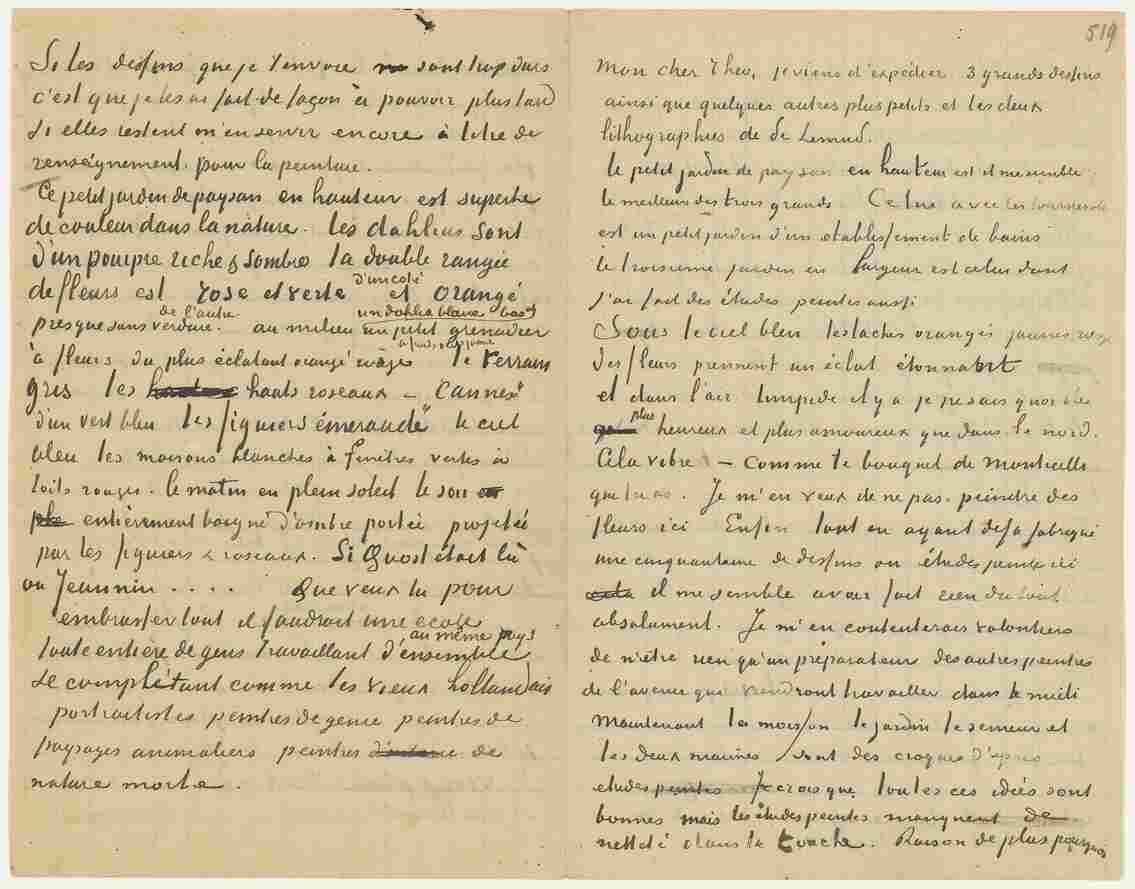 Si les dessins que je t'envoie sont trop durs
c'est que je les ai fait de façon à pouvoir plus tard
si elles restent m'en servir encore à titre de
renseignement pour la peinture.
Ce petit jardin de paysan en hauteur est superbe
de couleur dans la nature. les dahlias sont
d'un pourpre riche & sombre la double rangée
de fleurs est rose et verte d'un côté et orangé
presque sans verdure de l'autre. au milieu un dahlia blanc bas & un petit grenadier
à fleurs du plus éclatant orangé rouge à fruits vert jaune le terrain
gris les hauts roseaux – "Cannes"
d'un vert bleu les figuiers émeraude le ciel
bleu les maisons blanches à fenêtres vertes à
toits rouges. le matin en plein soleil le soir
entièrement baigné d'ombre portée projetée
par les figuiers & roseaux. Si Quost était là
ou Jeannin .... Que veux tu pour
embrasser tout il faudrait une ecole
toute entière de gens travaillant d'ensemble au même pays
se complêtant comme les vieux hollandais
portraitistes peintres de genre peintres de
paysages animaliers peintres de
nature morte.
519
Mon cher Theo, je viens d'expédier 3 grands dessins
ainsi que quelques autres plus petits et les deux
lithographies de de Lemud.
le petit jardin de paysan en hauteur est il me semble
le meilleur des trois grands. Celui avec les tournesols
est un petit jardin d'un etablissement de bains
le troisieme jardin en largeur est celui dont
j'ai fait des études peintes aussi.
Sous le ciel bleu les taches orangés jaunes rouges
des fleurs prennent un éclat étonnant
et dans l'air limpide il y a je ne sais quoi de
plus heureux et plus amoureux que dans le nord.
Cela vibre – comme le bouquet de Monticelli
que tu as. Je m'en veux de ne pas peindre des
fleurs ici Enfin tout en ayant deja fabriqué
une cinquantaine de dessins ou études peintes ici
il me semble avoir fait rien du tout
absolument. Je m'en contenterais volontiers
de n'être rien qu'un préparateur des autres peintres
de l'avenir qui viendront travailler dans le midi
Maintenant la moisson le jardin le semeur et
les deux marines sont des croquis d'après
etudes peintes Je crois que toutes ces idées sont
bonnes mais les études peintes manquent de
netteté dans la touche. Raison de plus pourquoi